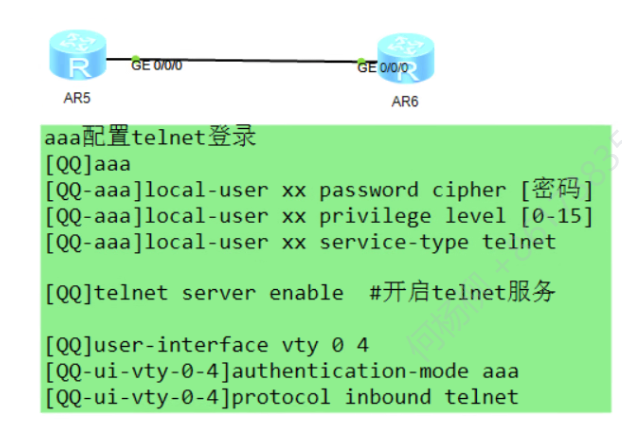 R
R
GE 0/0/0
GE 0/0/0
AR5
AR6
aaa配置telnet登录
[QQ]aaa
[QQ-aaa]local-user xx password cipher [密码]
[QQ-aaa]local-user xx privilege level [0-15]
[QQ-aaa]local-user xx service-type telnet
[QQ]telnet server enable #开启telnet服务
[QQ]user-interface vty 0 4
[QQ-ui-vty-0-4]authentication-mode aaa
[QQ-ui-vty-0-4]protocol inbound telnet